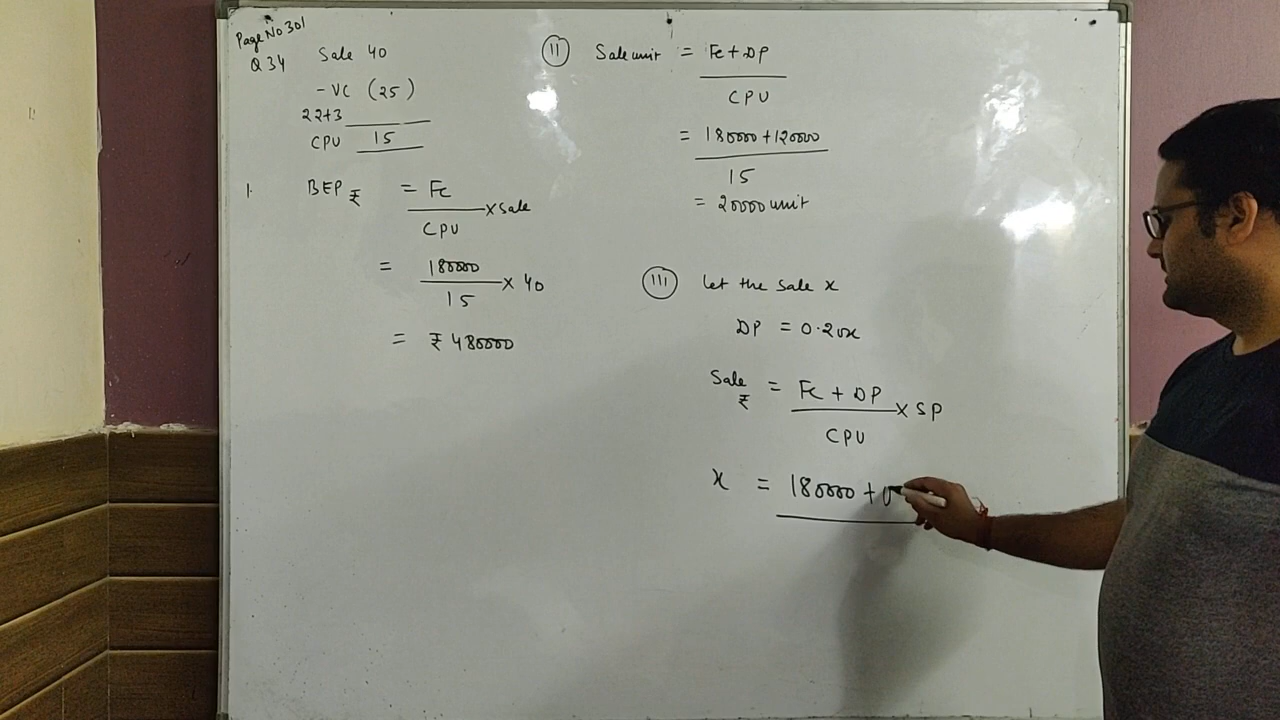 Page No 301
Q 34
Sale 40
- VC (25)
22+3
CPU 15
1. BEP ₹ = FC
× Sale
CPU
= 180000
× 40
15
= ₹ 480000
(II) Sale unit = FC + DP
CPU
= 180000 + 120000
15
= 20000 unit
(III) let the sale x
DP = 0.20x
Sale ₹ = FC + DP
× SP
CPU
x = 180000 + 0